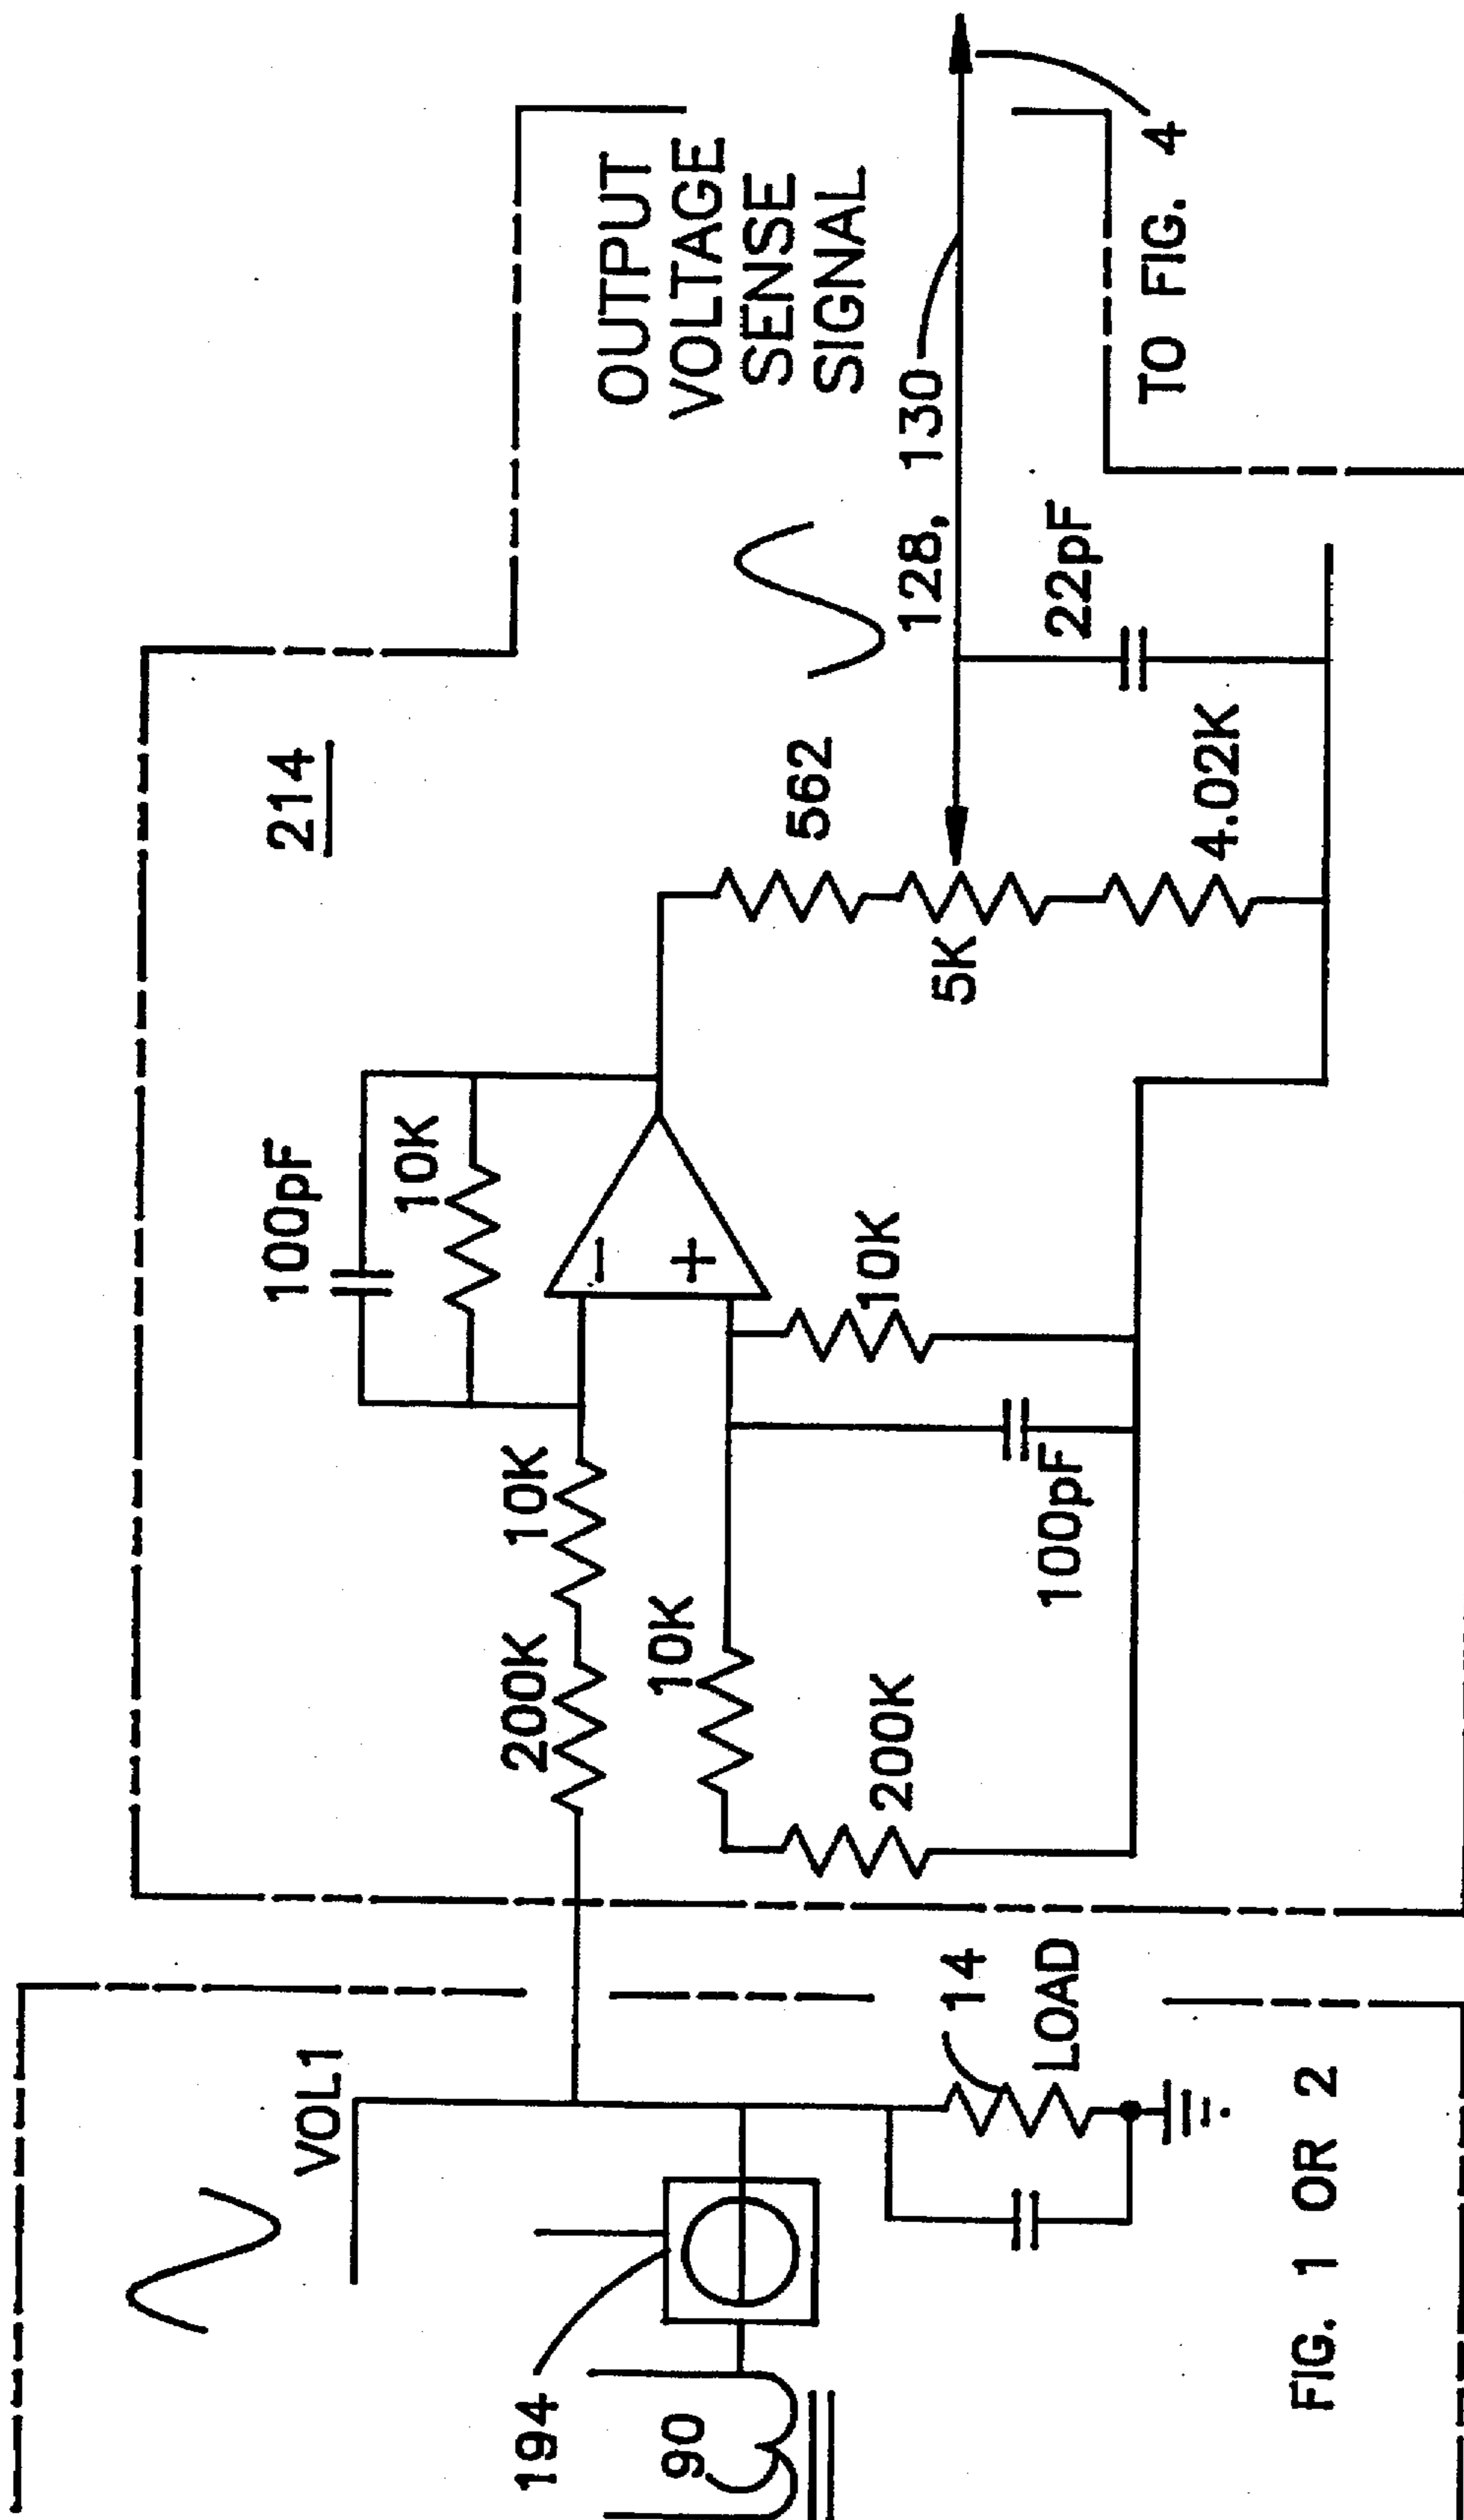 214
100pF
10K
OUTPUT
VOLTAGE
SENSE
SIGNAL
VOL1
200K
10K
–
+
10K
562
128, 130
194
90
200K
10K
5K
22pF
14
LOAD
100pF
4.02K
TO FIG. 4
FIG. 1 OR 2